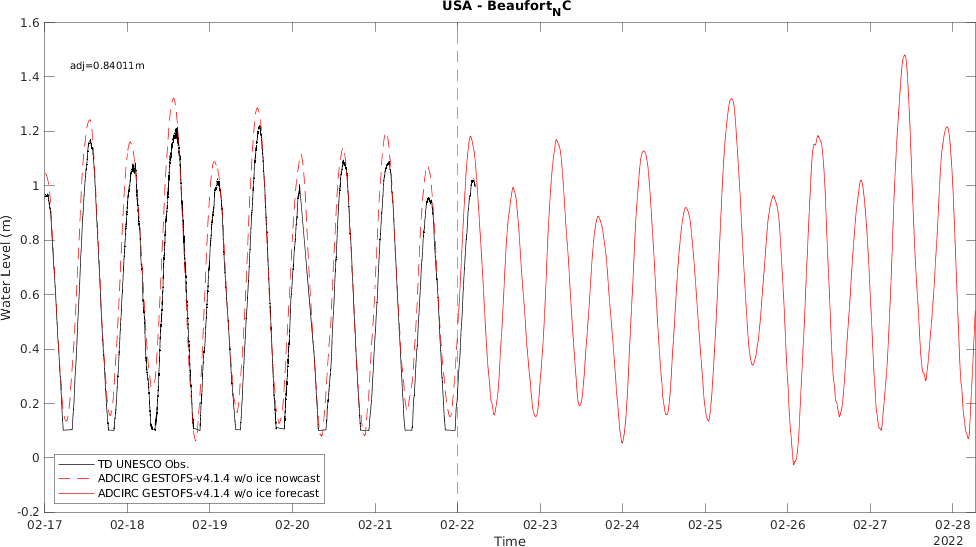 USA - Beaufort_NC
adj=0.84011m
Water Level (m)
1.6
1.4
1.2
1
0.8
0.6
0.4
0.2
0
-0.2
TD UNESCO Obs.
ADCIRC GESTOFS-v4.1.4 w/o ice nowcast
ADCIRC GESTOFS-v4.1.4 w/o ice forecast
02-17 02-18 02-19 02-20 02-21 02-22 02-23 02-24 02-25 02-26 02-27 02-28
Time
2022